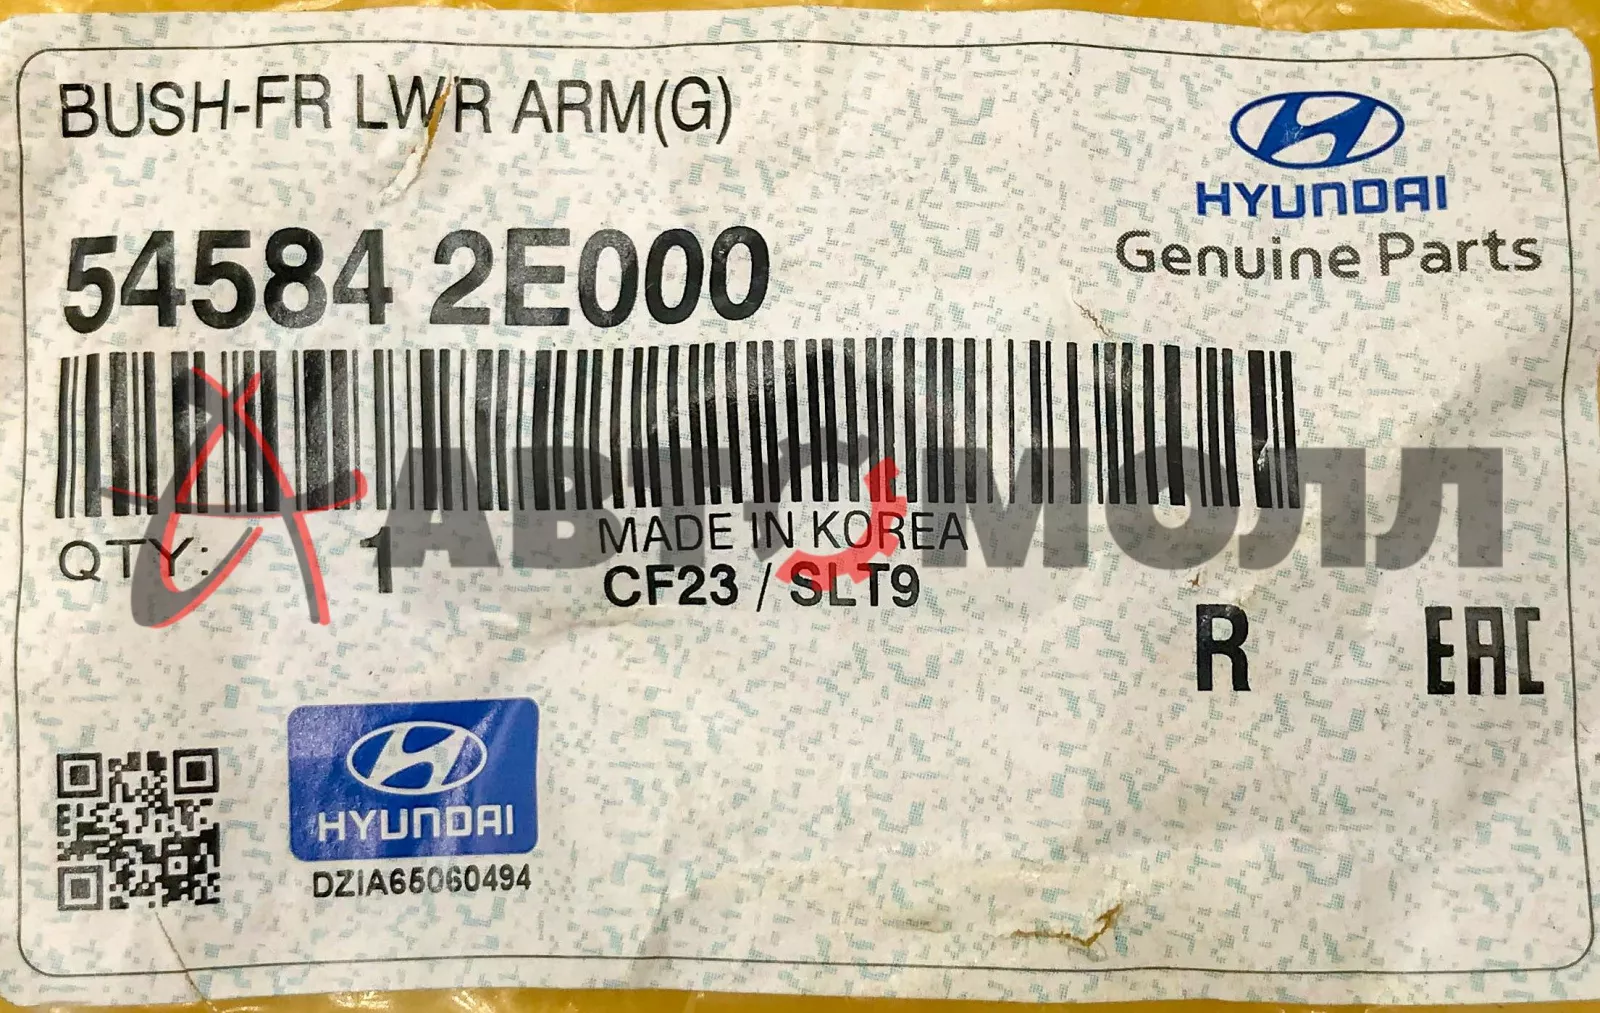 BUSH-FR LWR ARM(G)
HYUNDAI
Genuine Parts
54584 2E000
АВТОМОЛЛ
QTY: 1
MADE IN KOREA
CF23 / SLT9
R
EAC
HYUNDAI
DZIA65060494